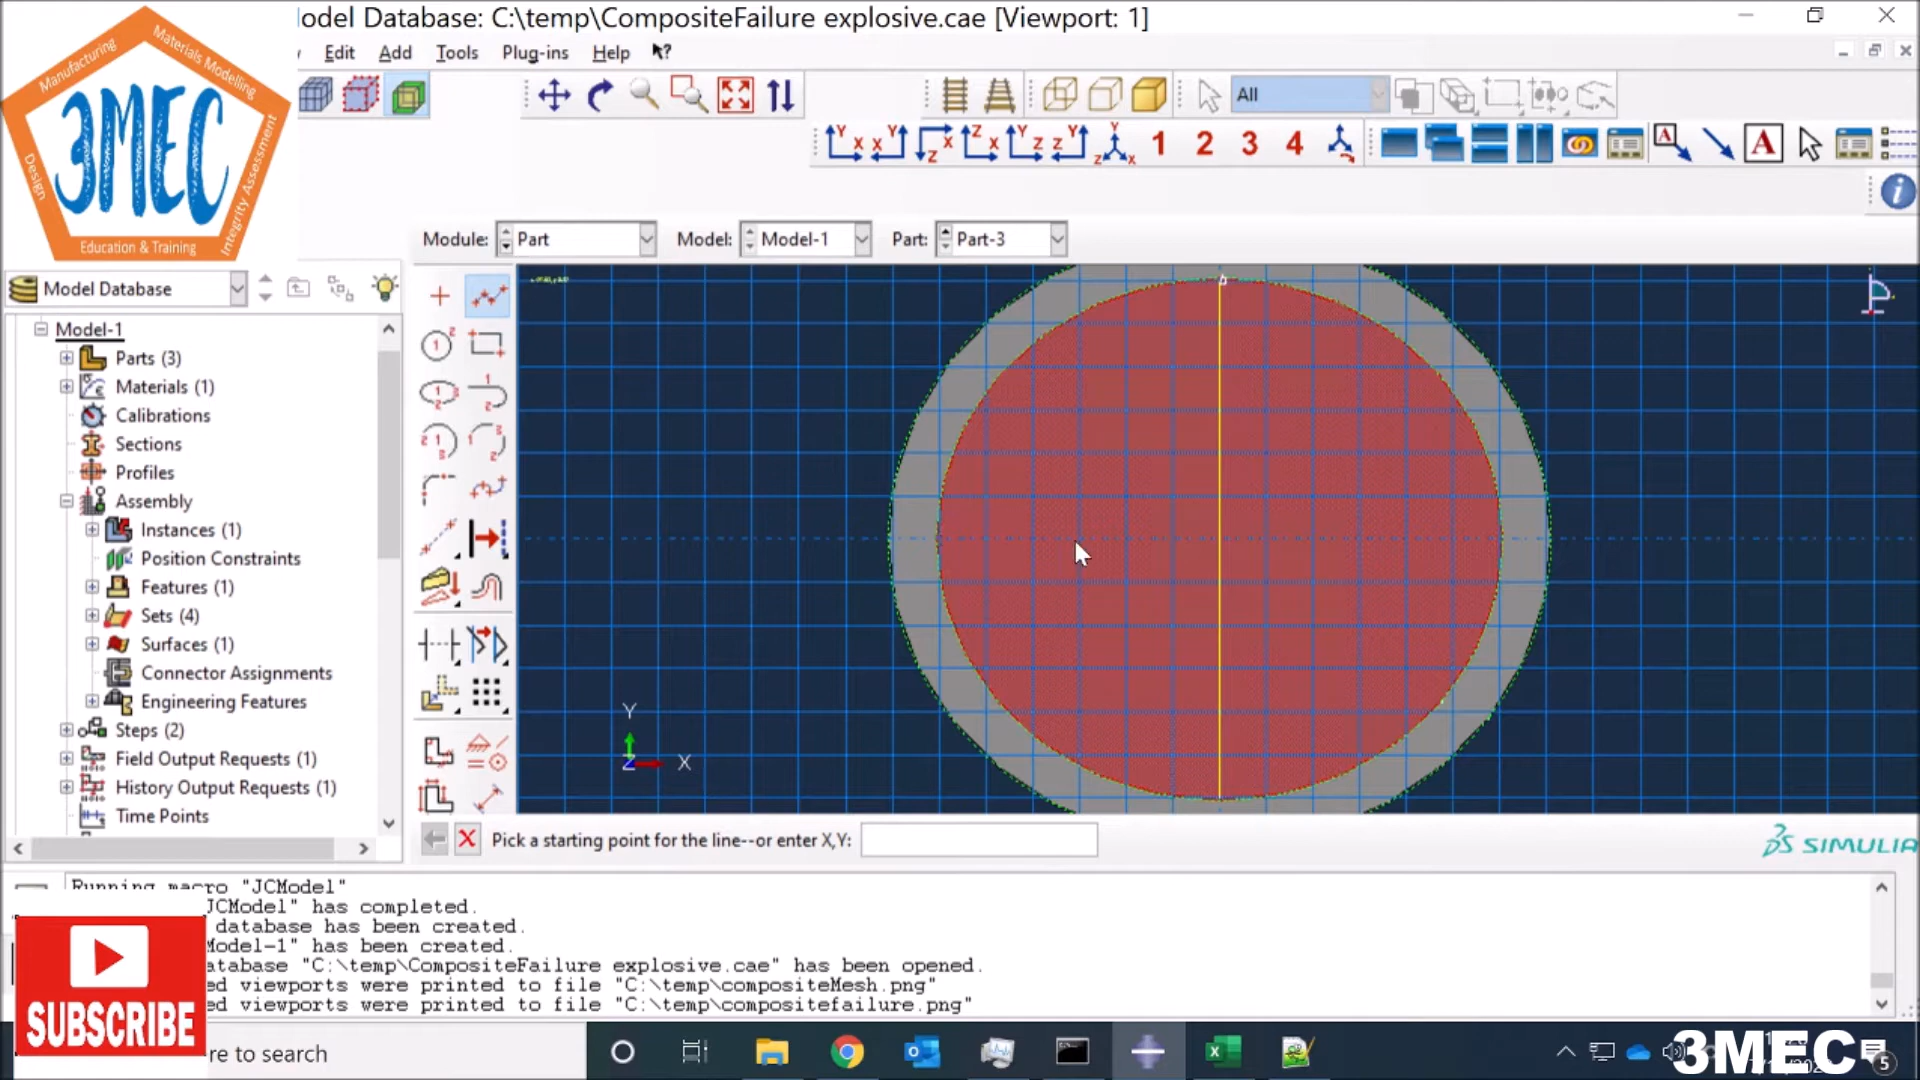 Model Database: C:\temp\CompositeFailure explosive.cae [Viewport: 1]
Edit Add Tools Plug-ins Help
Manufacturing
Materials Modelling
3MEC
Design
Integrity Assessment
Education & Training
All
1 2 3 4
A
Module: Part Model: Model-1 Part: Part-3
Model Database
Model-1
Parts (3)
Materials (1)
Calibrations
Sections
Profiles
Assembly
Instances (1)
Position Constraints
Features (1)
Sets (4)
Surfaces (1)
Connector Assignments
Engineering Features
Steps (2)
Field Output Requests (1)
History Output Requests (1)
Time Points
Y
Z X
Pick a starting point for the line--or enter X,Y:
SIMULIA
Running macro "JCModel"
JCModel" has completed.
database has been created.
Model-1" has been created.
atabase "C:\temp\CompositeFailure explosive.cae" has been opened.
ed viewports were printed to file "C:\temp\compositeMesh.png"
ed viewports were printed to file "C:\temp\compositefailure.png"
SUBSCRIBE
re to search
3MEC
5